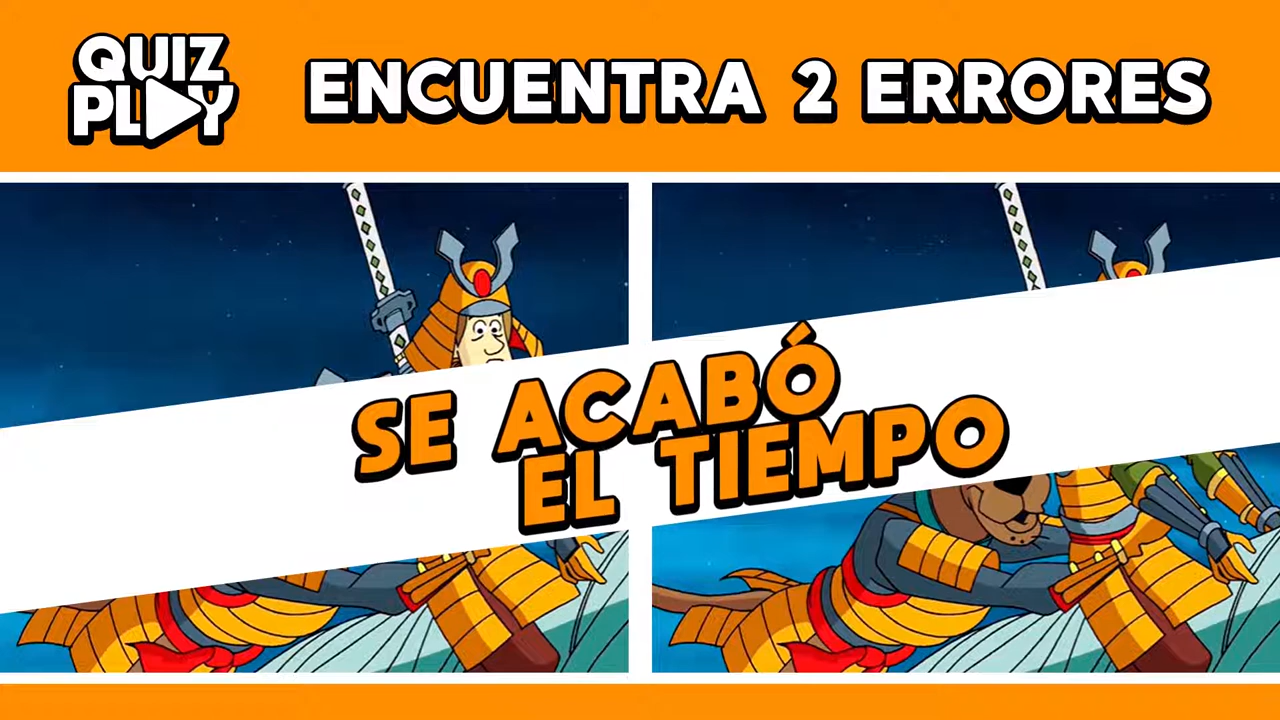 QUIZ
PLAY
ENCUENTRA 2 ERRORES
SE ACABÓ
EL TIEMPO